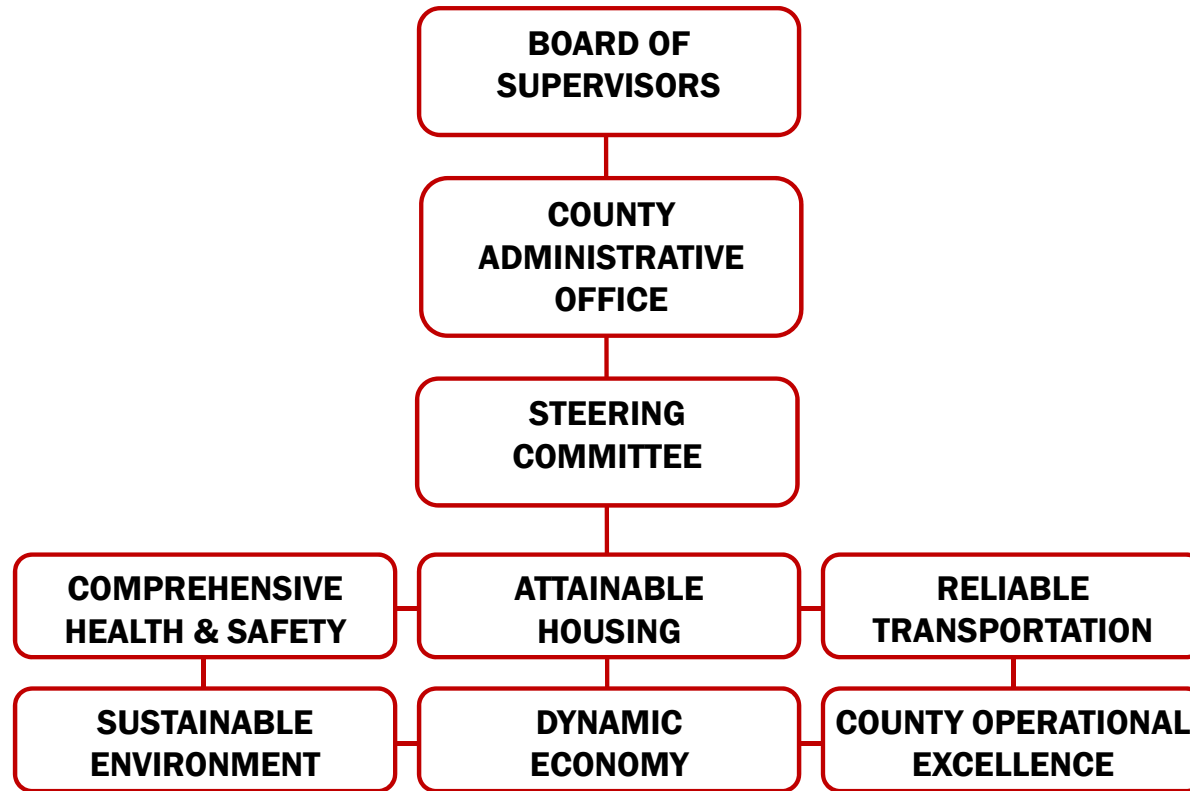 BOARD OF
SUPERVISORS
COUNTY
ADMINISTRATIVE
OFFICE
STEERING
COMMITTEE
COMPREHENSIVE
HEALTH & SAFETY
ATTAINABLE
HOUSING
RELIABLE
TRANSPORTATION
SUSTAINABLE
ENVIRONMENT
DYNAMIC
ECONOMY
COUNTY OPERATIONAL
EXCELLENCE